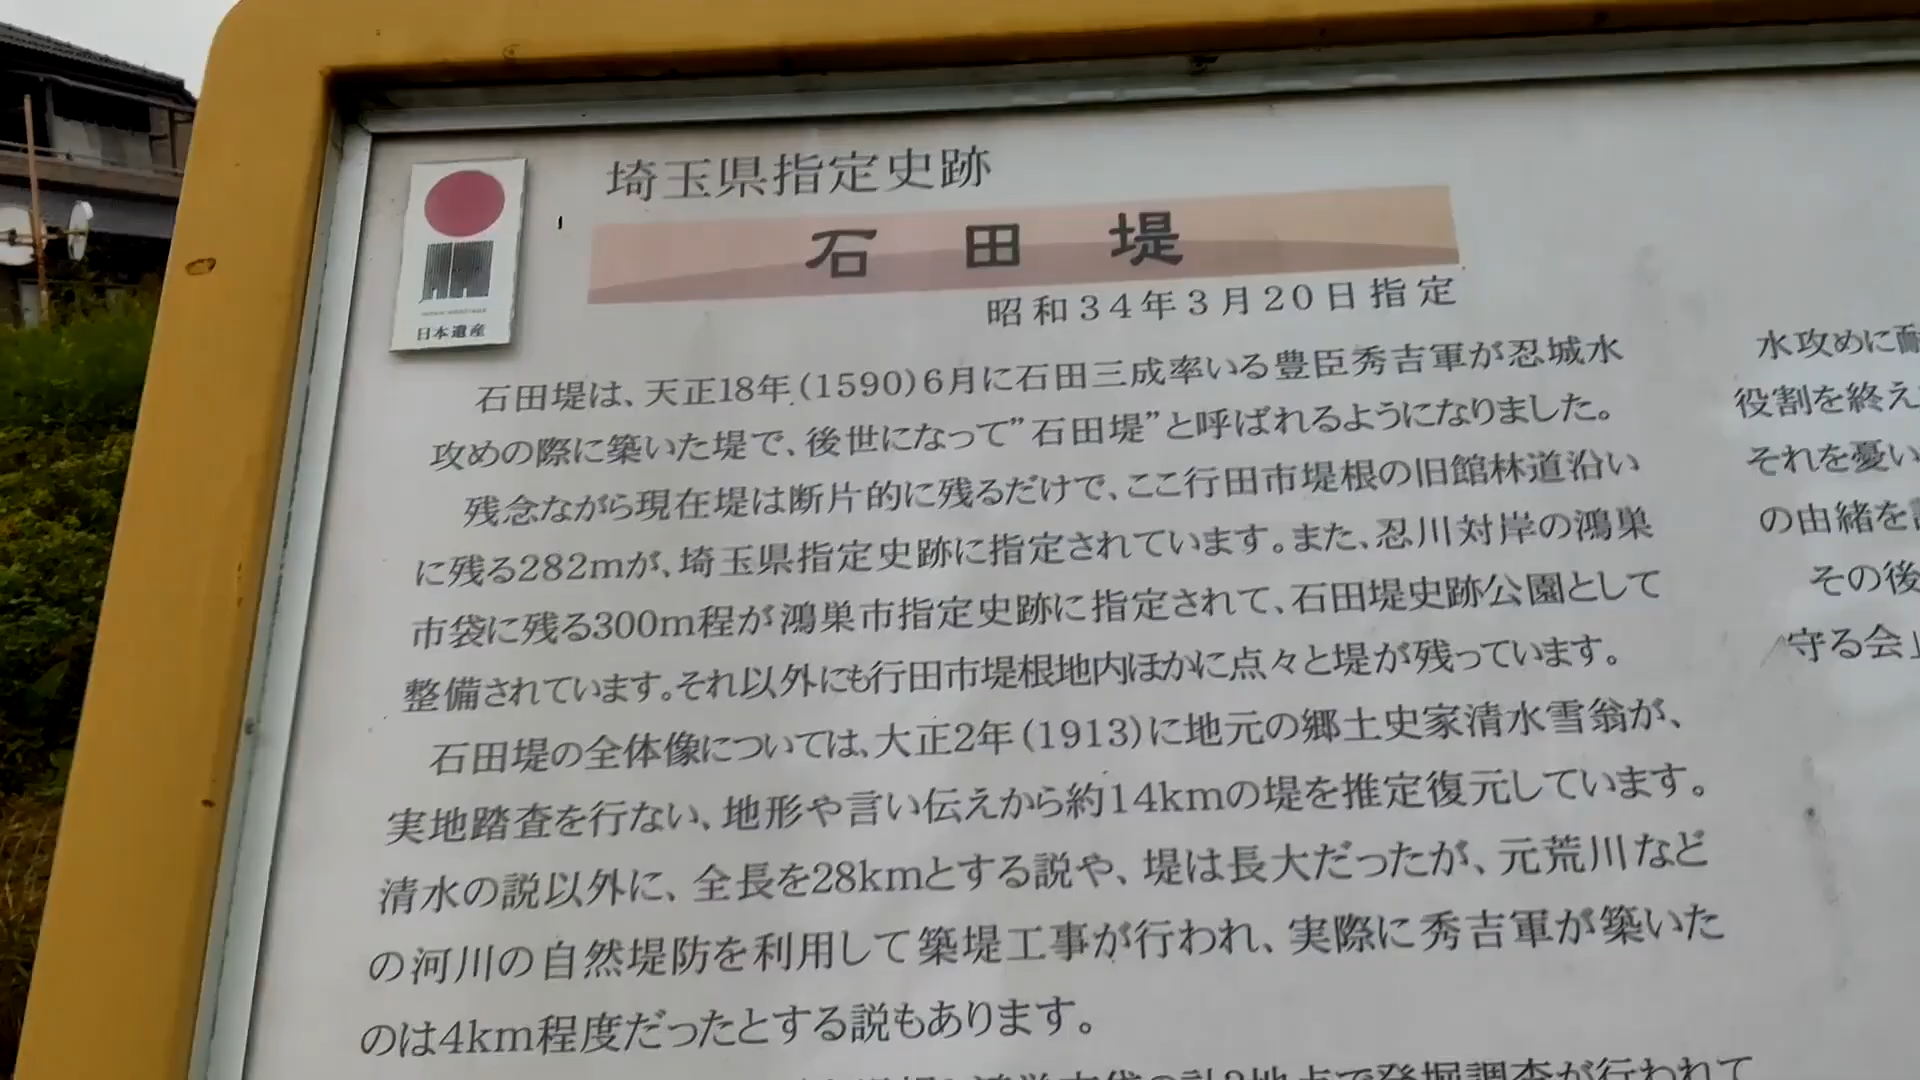 埼玉県指定史跡
石田堤
昭和34年3月20日指定
日本遺産
石田堤は、天正18年(1590)6月に石田三成率いる豊臣秀吉軍が忍城水
攻めの際に築いた堤で、後世になって”石田堤”と呼ばれるようになりました。
残念ながら現在堤は断片的に残るだけで、ここ行田市堤根の旧館林道沿い
に残る282mが、埼玉県指定史跡に指定されています。また、忍川対岸の鴻巣
市袋に残る300m程が鴻巣市指定史跡に指定されて、石田堤史跡公園として
整備されています。それ以外にも行田市堤根地内ほかに点々と堤が残っています。
石田堤の全体像については、大正2年(1913)に地元の郷土史家清水雪翁が、
実地踏査を行ない、地形や言い伝えから約14kmの堤を推定復元しています。
清水の説以外に、全長を28kmとする説や、堤は長大だったが、元荒川など
の河川の自然堤防を利用して築堤工事が行われ、実際に秀吉軍が築いた
のは4km程度だったとする説もあります。
計2地点で発掘調査が行われて
水攻めに
役割を終え
それを憂い
の由緒を
その後
守る会」